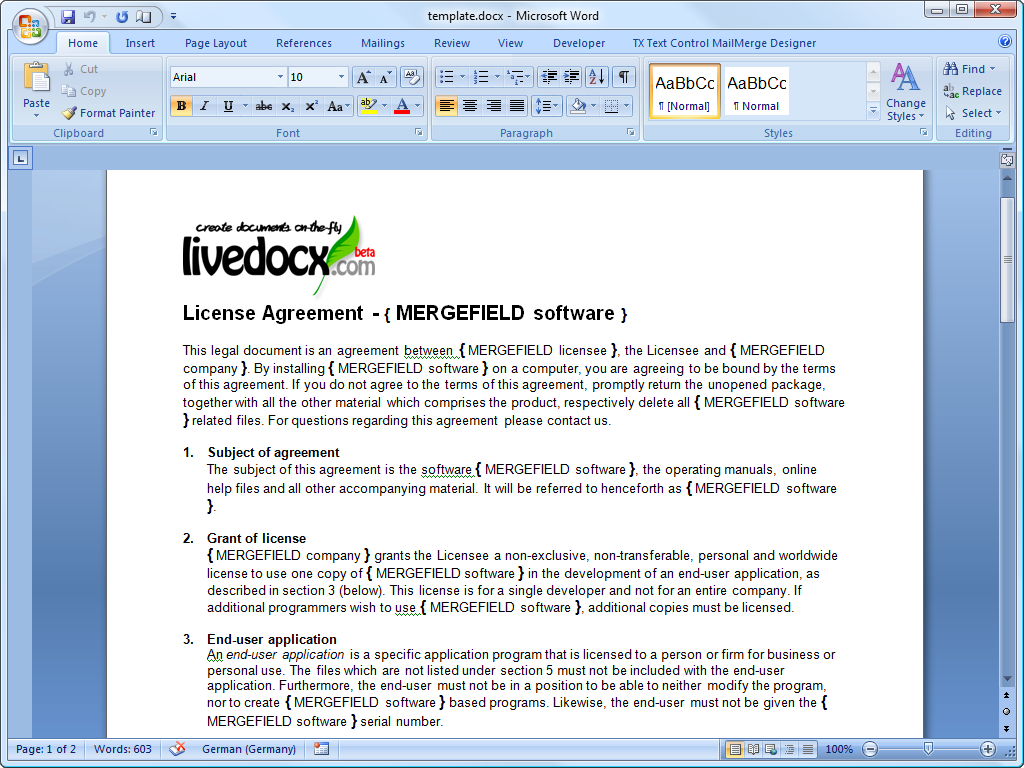 template.docx - Microsoft Word
Home Insert Page Layout References Mailings Review View Developer TX Text Control MailMerge Designer
Paste
Cut
Copy
Format Painter
Clipboard
Arial 10
B I U abc x₂ x² Aa ab A
Font
Paragraph
AaBbCc AaBbCc
¶ [Normal] ¶ Normal
Change
Styles
Styles
Find
Replace
Select
Editing
create documents on-the-fly
livedocx.com beta
License Agreement - { MERGEFIELD software }
This legal document is an agreement between { MERGEFIELD licensee }, the Licensee and { MERGEFIELD
company }. By installing { MERGEFIELD software } on a computer, you are agreeing to be bound by the terms
of this agreement. If you do not agree to the terms of this agreement, promptly return the unopened package,
together with all the other material which comprises the product, respectively delete all { MERGEFIELD software
} related files. For questions regarding this agreement please contact us.
1. Subject of agreement
The subject of this agreement is the software { MERGEFIELD software }, the operating manuals, online
help files and all other accompanying material. It will be referred to henceforth as { MERGEFIELD software
}.
2. Grant of license
{ MERGEFIELD company } grants the Licensee a non-exclusive, non-transferable, personal and worldwide
license to use one copy of { MERGEFIELD software } in the development of an end-user application, as
described in section 3 (below). This license is for a single developer and not for an entire company. If
additional programmers wish to use { MERGEFIELD software }, additional copies must be licensed.
3. End-user application
An end-user application is a specific application program that is licensed to a person or firm for business or
personal use. The files which are not listed under section 5 must not be included with the end-user
application. Furthermore, the end-user must not be in a position to be able to neither modify the program,
nor to create { MERGEFIELD software } based programs. Likewise, the end-user must not be given the {
MERGEFIELD software } serial number.
Page: 1 of 2 Words: 603 German (Germany) 100%